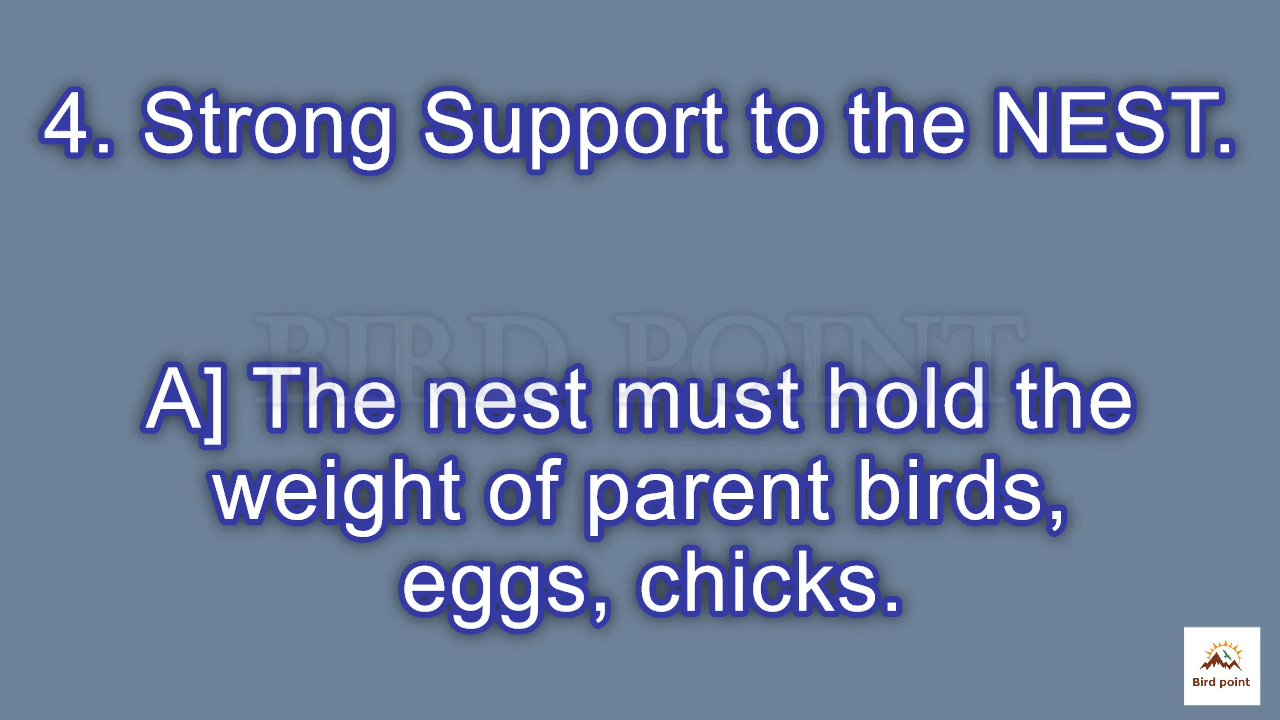 4. Strong Support to the NEST.
BIRD POINT
A] The nest must hold the
weight of parent birds,
eggs, chicks.
Bird point